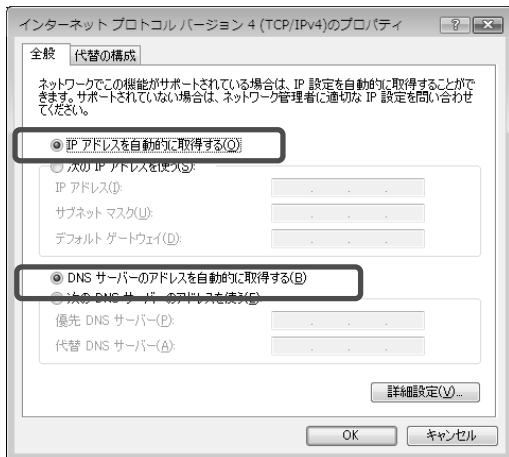 インターネット プロトコル バージョン 4 (TCP/IPv4)のプロパティ
全般
代替の構成
ネットワークでこの機能がサポートされている場合は、IP 設定を自動的に取得することがで
きます。サポートされていない場合は、ネットワーク管理者に適切な IP 設定を問い合わせ
てください。
IP アドレスを自動的に取得する(O)
次の IP アドレスを使う(S):
IP アドレス(I):
サブネット マスク(U):
デフォルト ゲートウェイ(D):
DNS サーバーのアドレスを自動的に取得する(B)
次の DNS サーバーのアドレスを使う(E):
優先 DNS サーバー(P):
代替 DNS サーバー(A):
詳細設定(V)...
OK
キャンセル